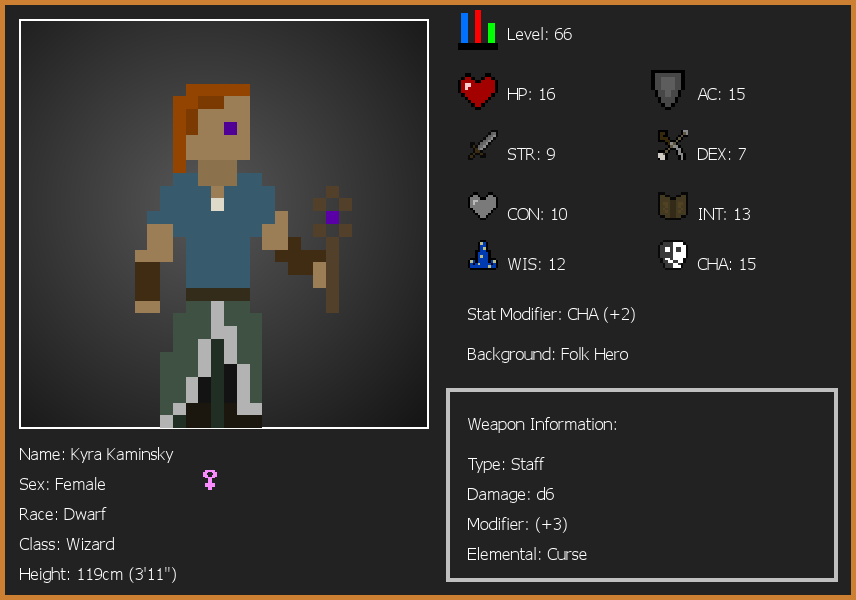 Level: 66
HP: 16
AC: 15
STR: 9
DEX: 7
CON: 10
INT: 13
WIS: 12
CHA: 15
Stat Modifier: CHA (+2)
Background: Folk Hero
Weapon Information:
Type: Staff
Damage: d6
Modifier: (+3)
Elemental: Curse
Name: Kyra Kaminsky
Sex: Female
Race: Dwarf
Class: Wizard
Height: 119cm (3'11")